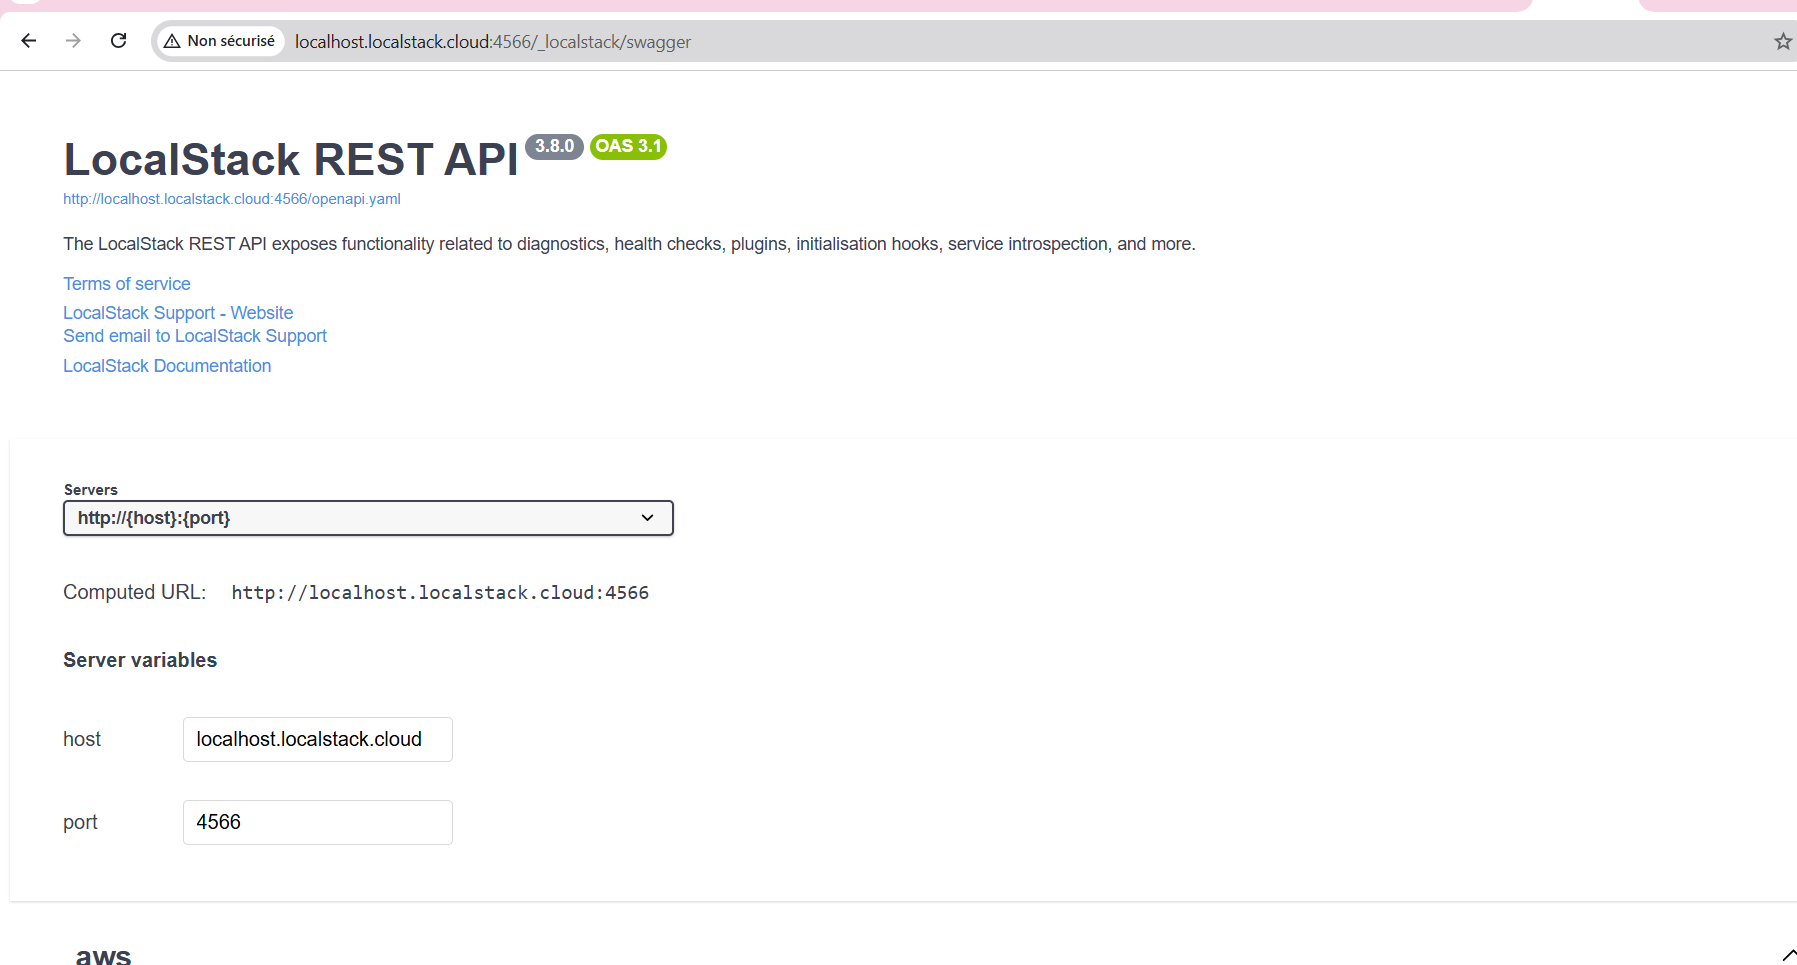 Non sécurisé localhost.localstack.cloud:4566/_localstack/swagger
LocalStack REST API 3.8.0 OAS 3.1
http://localhost.localstack.cloud:4566/openapi.yaml
The LocalStack REST API exposes functionality related to diagnostics, health checks, plugins, initialisation hooks, service introspection, and more.
Terms of service
LocalStack Support - Website
Send email to LocalStack Support
LocalStack Documentation
Servers
http://{host}:{port}
Computed URL: http://localhost.localstack.cloud:4566
Server variables
host localhost.localstack.cloud
port 4566
aws